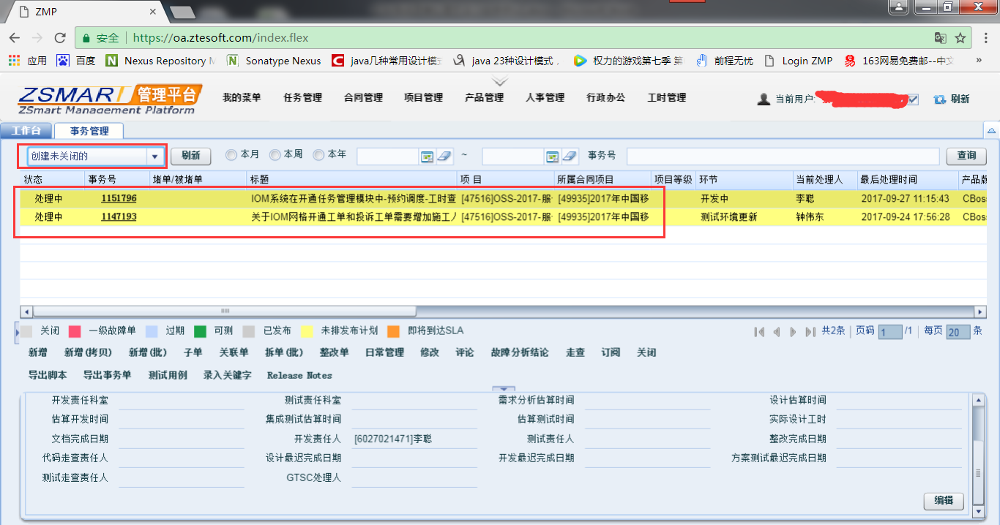 ZMP
安全 https://oa.ztesoft.com/index.flex
应用 百度 Nexus Repository M Sonatype Nexus java几种常用设计模式 java 23种设计模式, 权力的游戏第七季 第 前程无忧 Login ZMP 163网易免费邮--中文 »
ZSMART 管理平台
ZSmart Management Platform
我的菜单 任务管理 合同管理 项目管理 产品管理 人事管理 行政办公 工时管理 当前用户: 刷新
工作台 事务管理
创建未关闭的 刷新 本月 本周 本年 ~ 事务号 查询
状态 事务号 堵单/被堵单 标题 项 目 所属合同项目 项目等级 环节 当前处理人 最后处理时间 产品版
处理中 1151796 IOM系统在开通任务管理模块中-预约调度-工时查 [47516]OSS-2017-服 [49935]2017年中国移 开发中 李聪 2017-09-27 11:15:43 CBos
处理中 1147193 关于IOM网格开通工单和投诉工单需要增加施工人 [47516]OSS-2017-服 [49935]2017年中国移 测试环境更新 钟伟东 2017-09-24 17:56:28 CBos
关闭 一级故障单 过期 可测 已发布 未排发布计划 即将到达SLA 共2条 页码 1 /1 每页 20 条
新增 新增(拷贝) 新增(批) 子单 关联单 拆单(批) 整改单 日常管理 修改 评论 故障分析结论 走查 订阅 关闭
导出脚本 导出事务单 测试用例 录入关键字 Release Notes
开发责任科室 测试责任科室 需求分析估算时间 设计估算时间
估算开发时间 集成测试估算时间 估算测试时间 实际设计工时
文档完成日期 开发责任人 [6027021471]李聪 测试责任人 整改完成日期
代码走查责任人 设计最迟完成日期 开发最迟完成日期 方案测试最迟完成日期
测试走查责任人 GTSC处理人
编辑